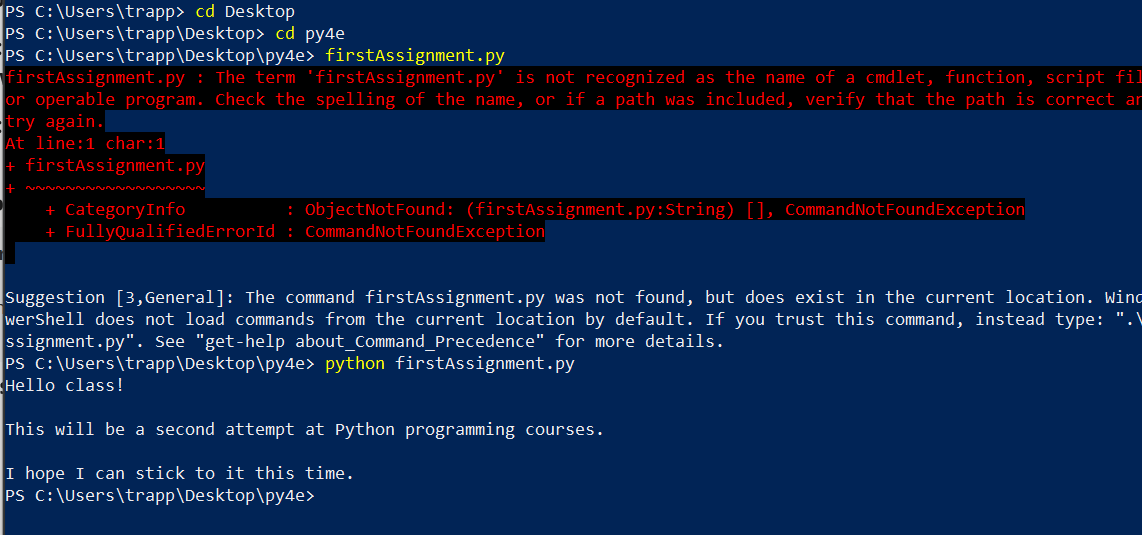 PS C:\Users\trapp> cd Desktop
PS C:\Users\trapp\Desktop> cd py4e
PS C:\Users\trapp\Desktop\py4e> firstAssignment.py
firstAssignment.py : The term 'firstAssignment.py' is not recognized as the name of a cmdlet, function, script fil
or operable program. Check the spelling of the name, or if a path was included, verify that the path is correct an
try again.
At line:1 char:1
+ firstAssignment.py
+ ~~~~~~~~~~~~~~~~~~
    + CategoryInfo          : ObjectNotFound: (firstAssignment.py:String) [], CommandNotFoundException
    + FullyQualifiedErrorId : CommandNotFoundException
Suggestion [3,General]: The command firstAssignment.py was not found, but does exist in the current location. Wind
werShell does not load commands from the current location by default. If you trust this command, instead type: ".\
ssignment.py". See "get-help about_Command_Precedence" for more details.
PS C:\Users\trapp\Desktop\py4e> python firstAssignment.py
Hello class!
This will be a second attempt at Python programming courses.
I hope I can stick to it this time.
PS C:\Users\trapp\Desktop\py4e>